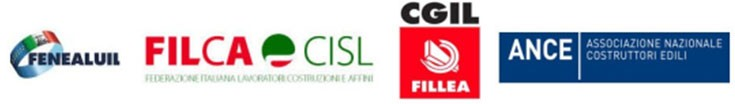 FENEALUIL
FILCA CISL
FEDERAZIONE ITALIANA LAVORATORI COSTRUZIONI E AFFINI
CGIL
FILLEA
ANCE
ASSOCIAZIONE NAZIONALE
COSTRUTTORI EDILI